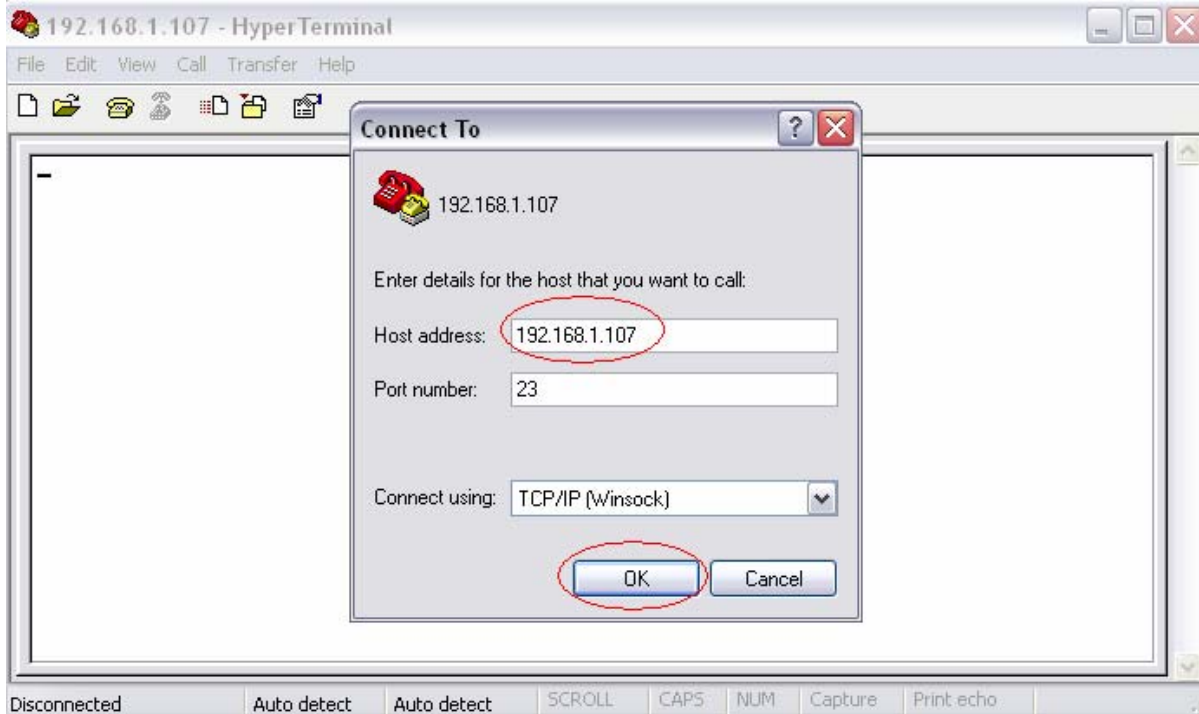 192.168.1.107 - HyperTerminal
File Edit View Call Transfer Help
Connect To
192.168.1.107
Enter details for the host that you want to call:
Host address: 192.168.1.107
Port number: 23
Connect using: TCP/IP (Winsock)
OK Cancel
Disconnected Auto detect Auto detect SCROLL CAPS NUM Capture Print echo